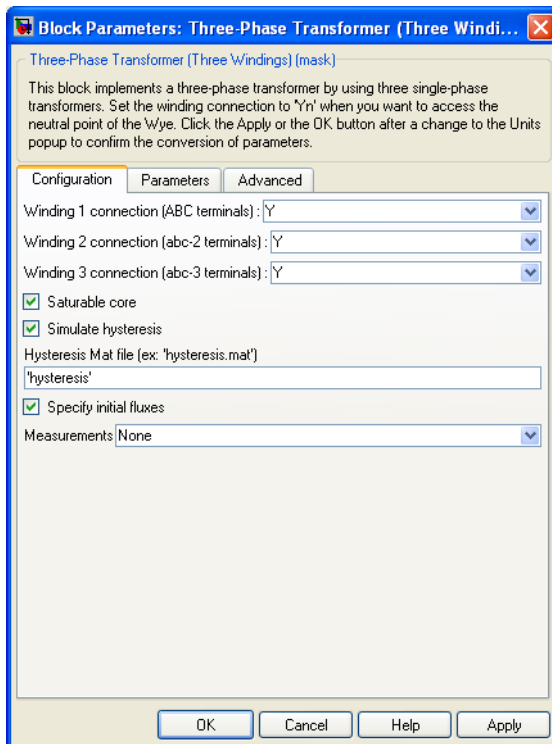 Block Parameters: Three-Phase Transformer (Three Windi...
Three-Phase Transformer (Three Windings) (mask)
This block implements a three-phase transformer by using three single-phase
transformers. Set the winding connection to 'Yn' when you want to access the
neutral point of the Wye. Click the Apply or the OK button after a change to the Units
popup to confirm the conversion of parameters.
Configuration Parameters Advanced
Winding 1 connection (ABC terminals) : Y
Winding 2 connection (abc-2 terminals) : Y
Winding 3 connection (abc-3 terminals) : Y
Saturable core
Simulate hysteresis
Hysteresis Mat file (ex: 'hysteresis.mat')
'hysteresis'
Specify initial fluxes
Measurements None
OK Cancel Help Apply